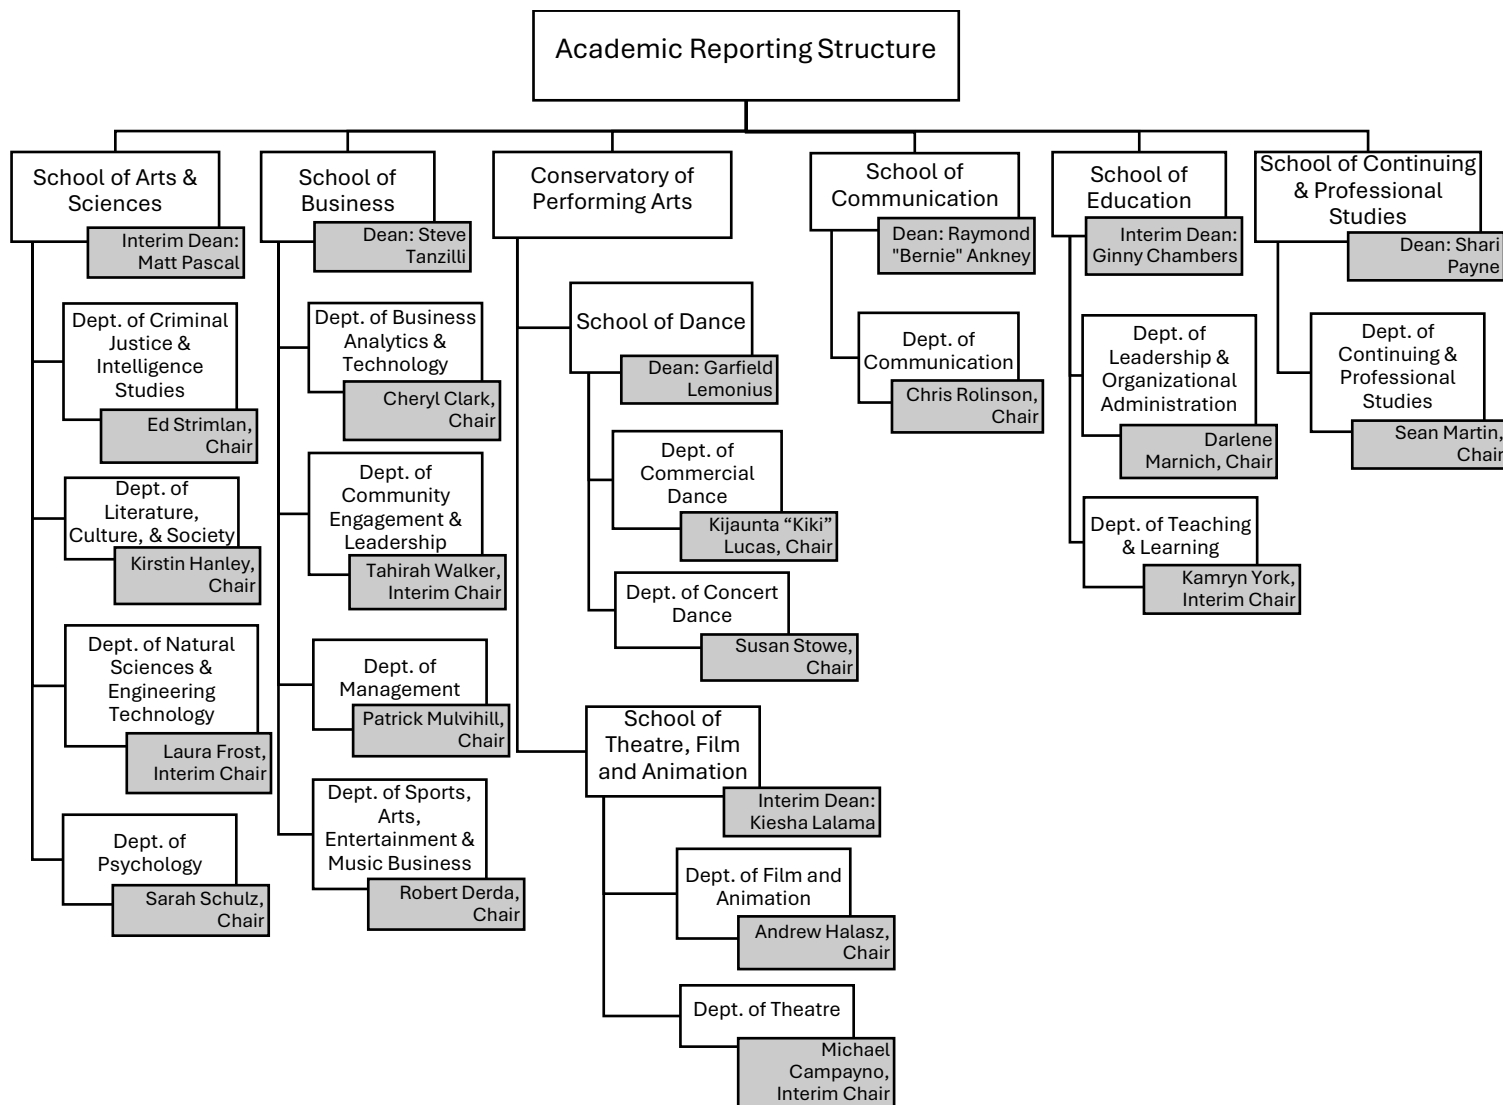 Academic Reporting Structure
School of Arts &
Sciences
Interim Dean:
Matt Pascal
Dept. of Criminal
Justice &
Intelligence
Studies
Ed Strimlan,
Chair
Dept. of
Literature,
Culture, & Society
Kirstin Hanley,
Chair
Dept. of Natural
Sciences &
Engineering
Technology
Laura Frost,
Interim Chair
Dept. of
Psychology
Sarah Schulz,
Chair
School of
Business
Dean: Steve
Tanzilli
Dept. of Business
Analytics &
Technology
Cheryl Clark,
Chair
Dept. of
Community
Engagement &
Leadership
Tahirah Walker,
Interim Chair
Dept. of
Management
Patrick Mulvihill,
Chair
Dept. of Sports,
Arts,
Entertainment &
Music Business
Robert Derda,
Chair
Conservatory of
Performing Arts
School of Dance
Dean: Garfield
Lemonius
Dept. of
Commercial
Dance
Kijaunta “Kiki”
Lucas, Chair
Dept. of Concert
Dance
Susan Stowe,
Chair
School of
Theatre, Film
and Animation
Interim Dean:
Kiesha Lalama
Dept. of Film and
Animation
Andrew Halasz,
Chair
Dept. of Theatre
Michael
Campayno,
Interim Chair
School of
Communication
Dean: Raymond
"Bernie" Ankney
Dept. of
Communication
Chris Rolinson,
Chair
School of
Education
Interim Dean:
Ginny Chambers
Dept. of
Leadership &
Organizational
Administration
Darlene
Marnich, Chair
Dept. of Teaching
& Learning
Kamryn York,
Interim Chair
School of Continuing
& Professional
Studies
Dean: Shari
Payne
Dept. of
Continuing &
Professional
Studies
Sean Martin,
Chair